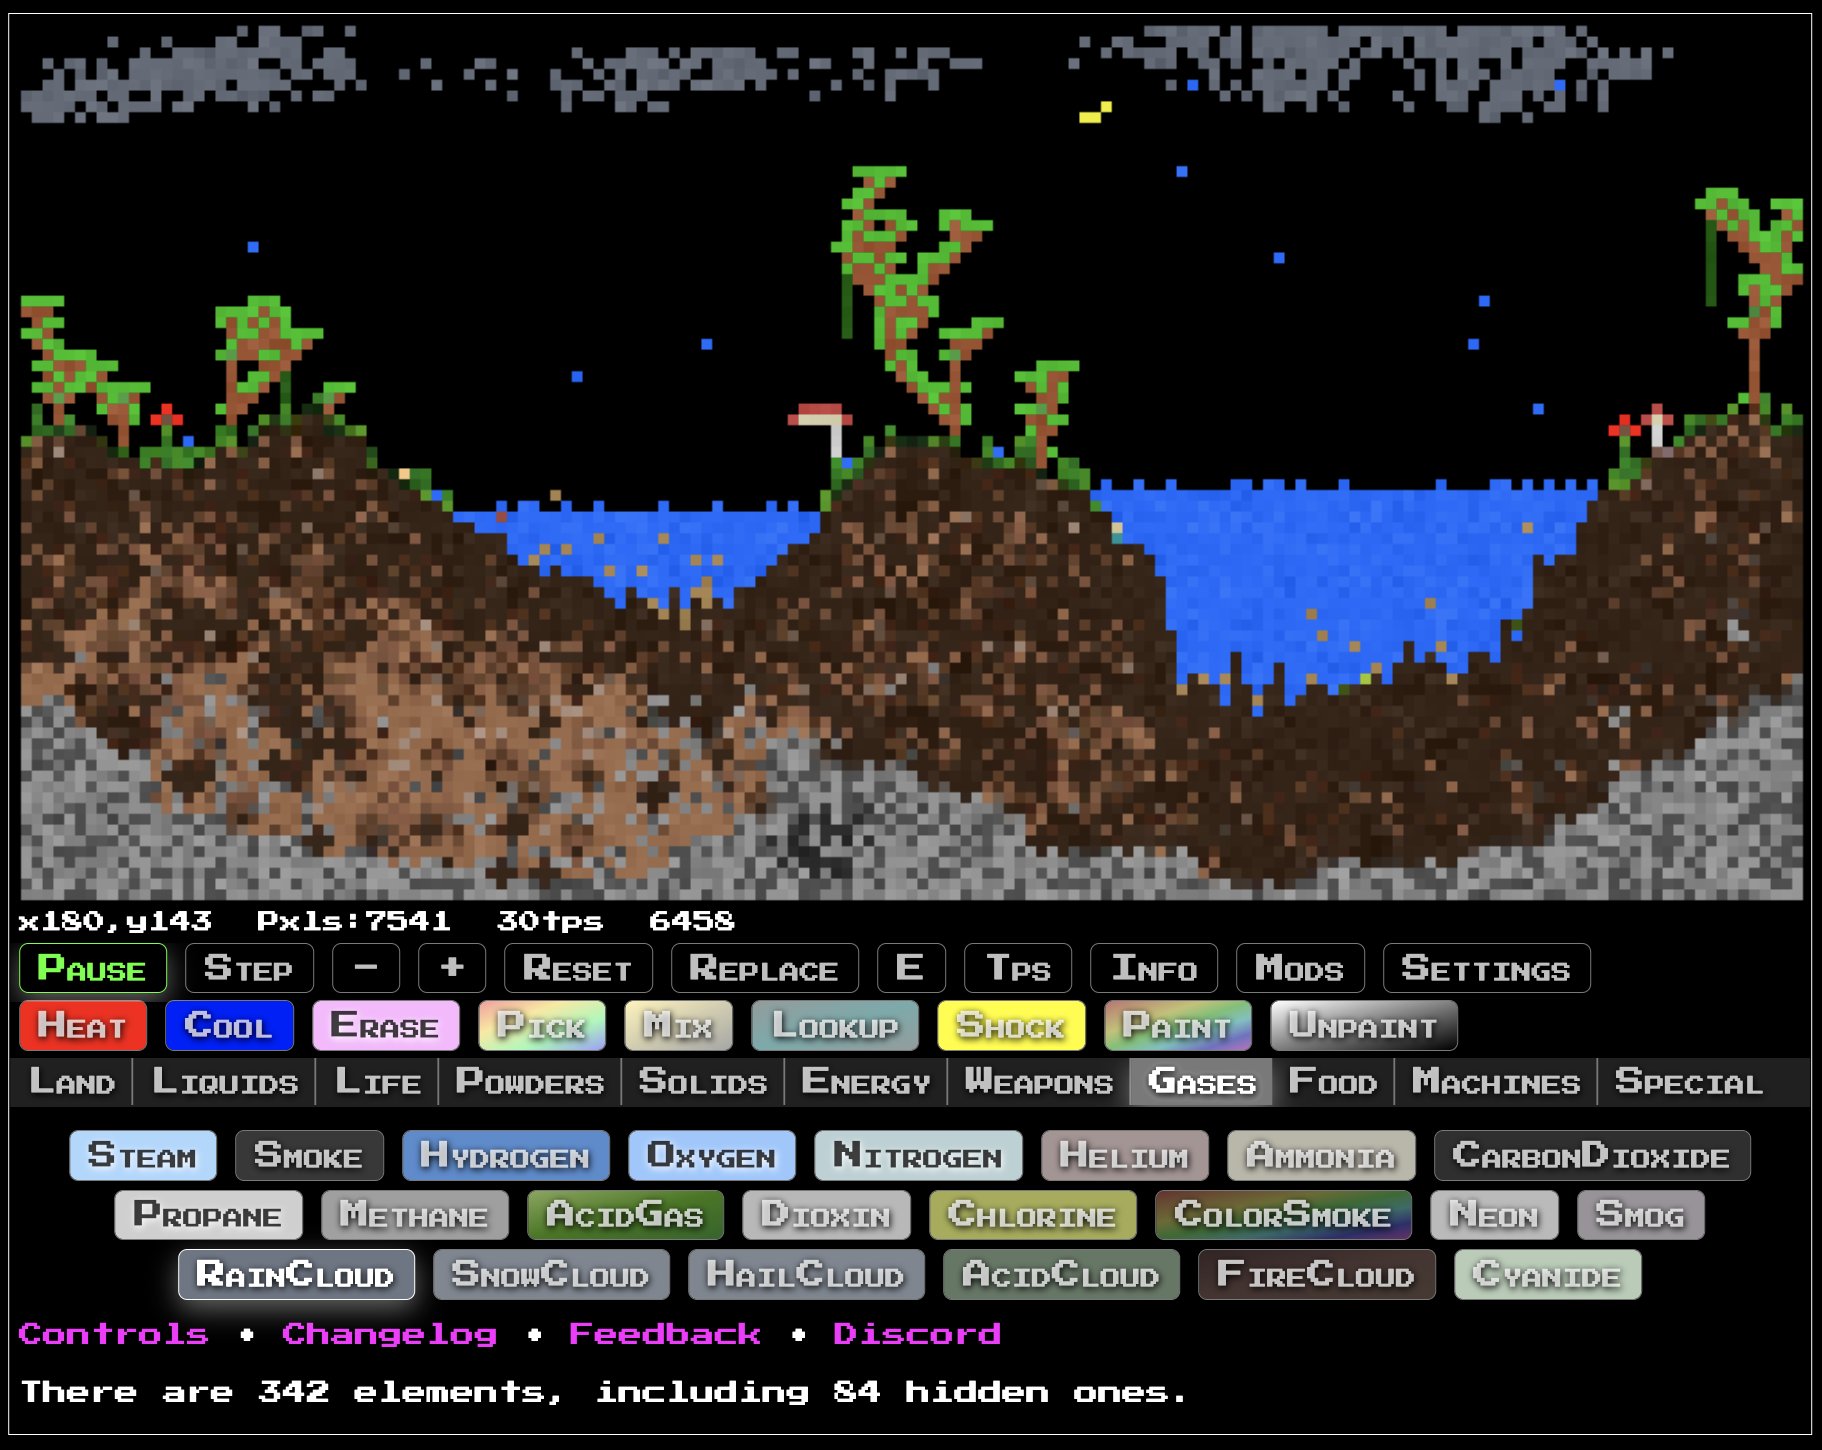 x180,y143 Pxls:7541 30tps 6458
Pause Step - + Reset Replace E Tps Info Mods Settings
Heat Cool Erase Pick Mix Lookup Shock Paint Unpaint
Land Liquids Life Powders Solids Energy Weapons Gases Food Machines Special
Steam Smoke Hydrogen Oxygen Nitrogen Helium Ammonia CarbonDioxide
Propane Methane AcidGas Dioxin Chlorine ColorSmoke Neon Smog
RainCloud SnowCloud HailCloud AcidCloud FireCloud Cyanide
Controls • Changelog • Feedback • Discord
There are 342 elements, including 84 hidden ones.